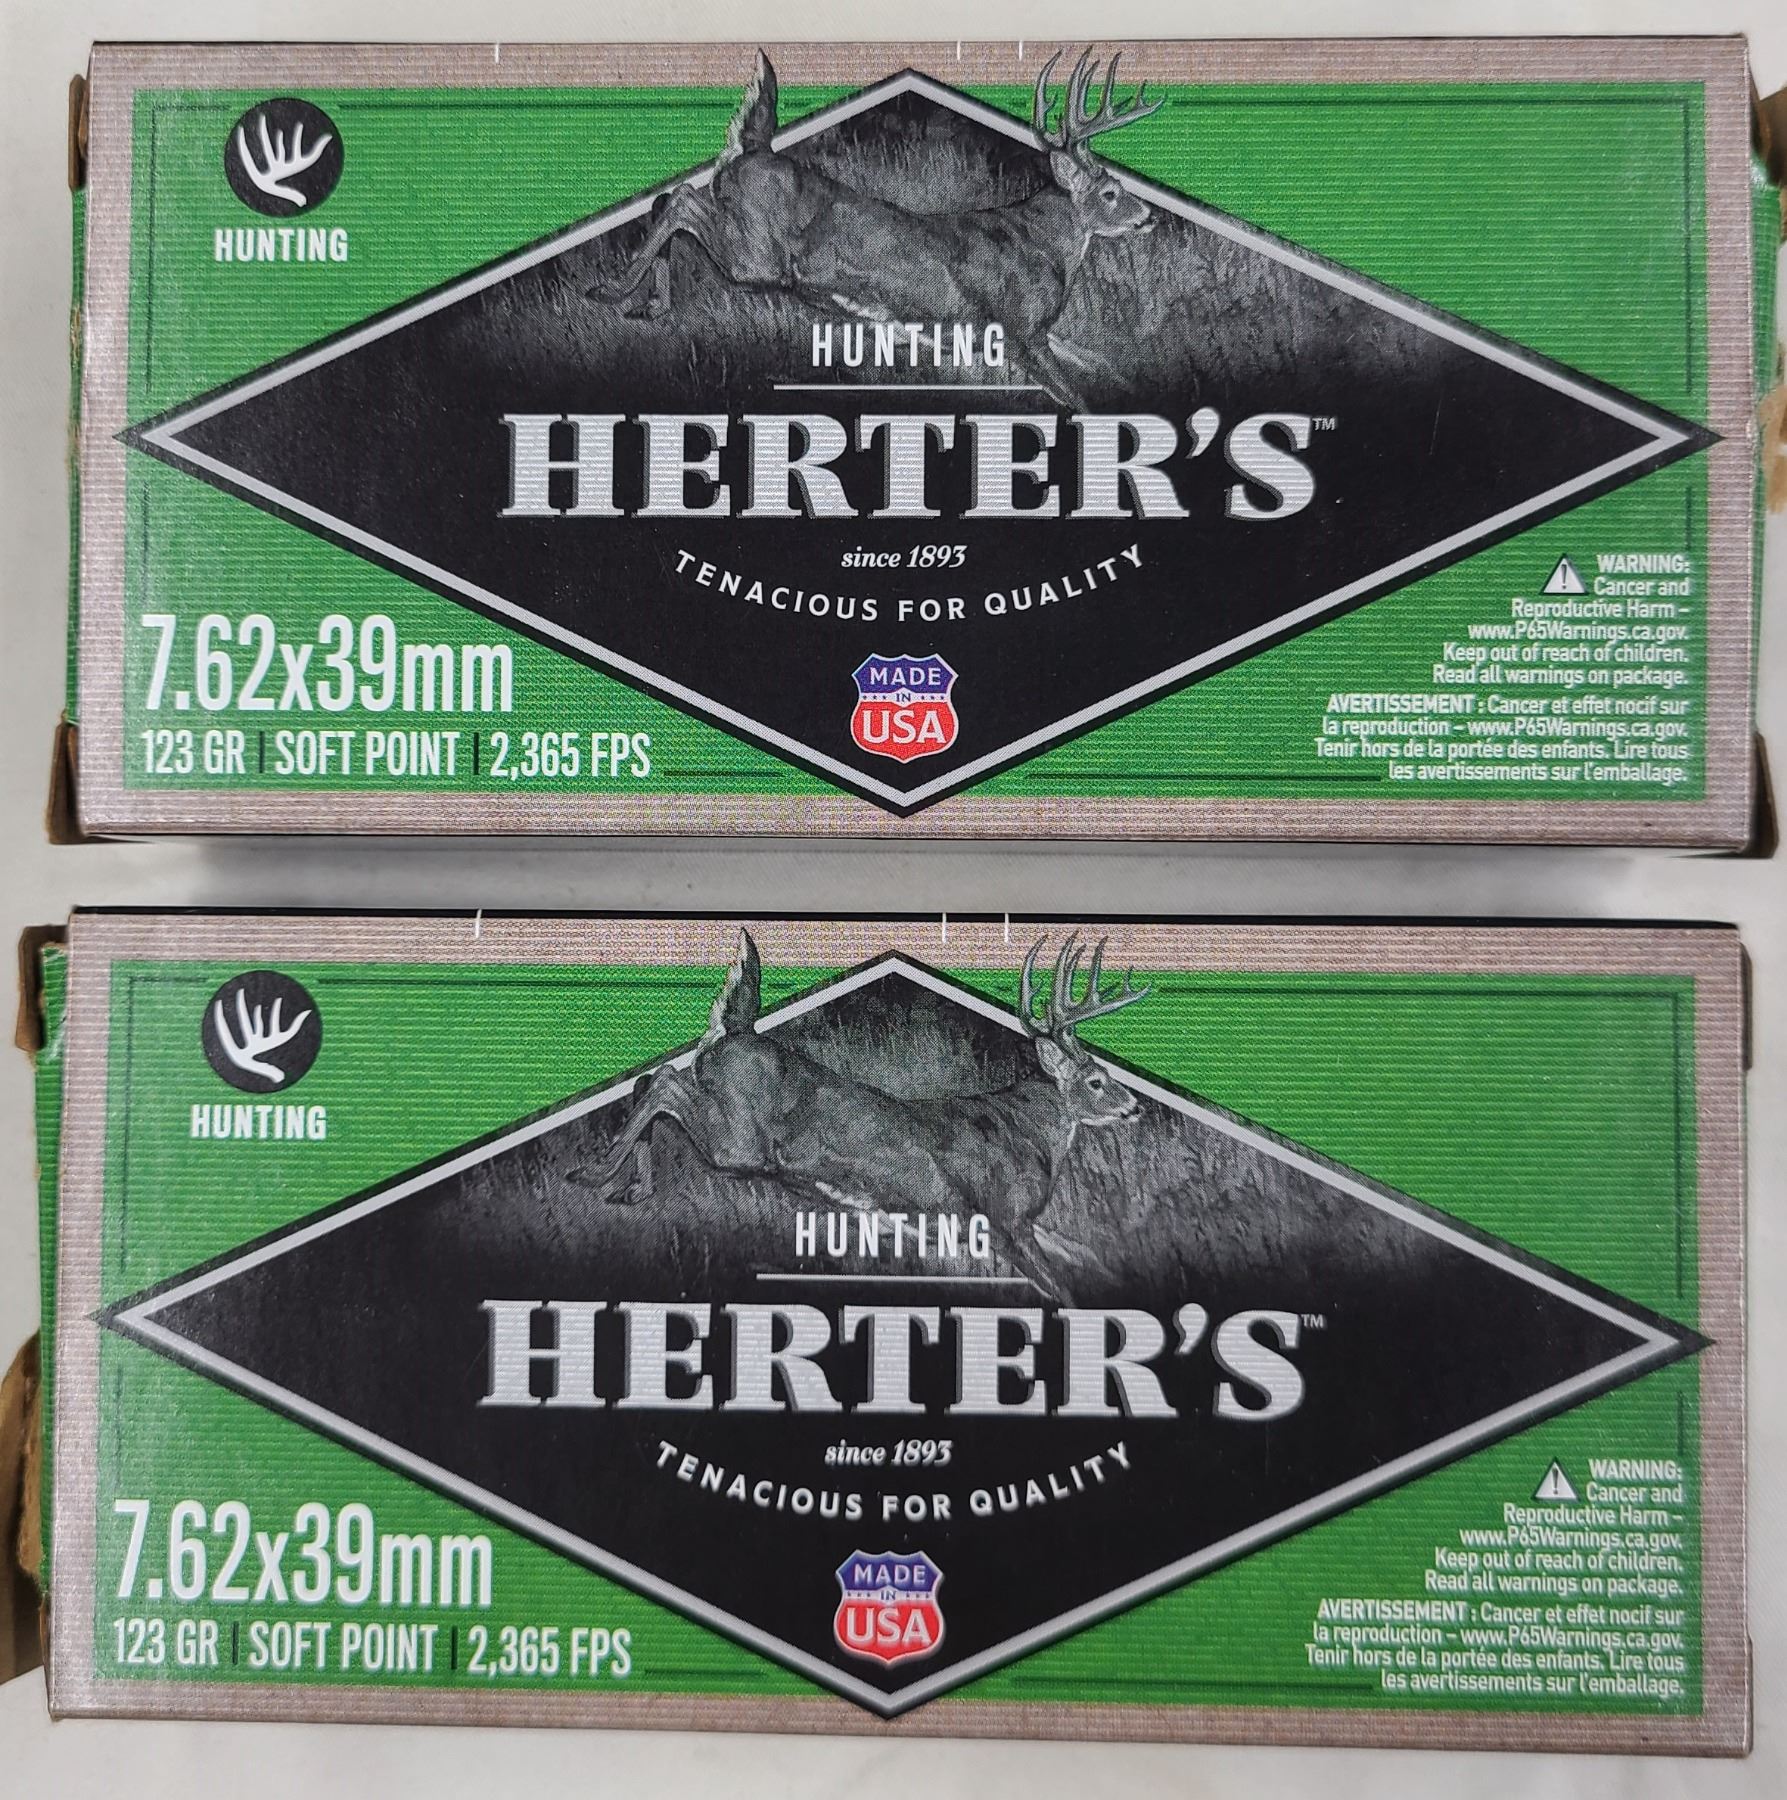 HUNTING
HUNTING
HERTER'S™
since 1893
TENACIOUS FOR QUALITY
MADE
IN
USA
7.62x39mm
123 GR | SOFT POINT | 2,365 FPS
WARNING:
Cancer and
Reproductive Harm –
www.P65Warnings.ca.gov.
Keep out of reach of children.
Read all warnings on package.
AVERTISSEMENT : Cancer et effet nocif sur
la reproduction – www.P65Warnings.ca.gov.
Tenir hors de la portée des enfants. Lire tous
les avertissements sur l'emballage.
HUNTING
HUNTING
HERTER'S™
since 1893
TENACIOUS FOR QUALITY
MADE
IN
USA
7.62x39mm
123 GR | SOFT POINT | 2,365 FPS
WARNING:
Cancer and
Reproductive Harm –
www.P65Warnings.ca.gov.
Keep out of reach of children.
Read all warnings on package.
AVERTISSEMENT : Cancer et effet nocif sur
la reproduction – www.P65Warnings.ca.gov.
Tenir hors de la portée des enfants. Lire tous
les avertissements sur l'emballage.